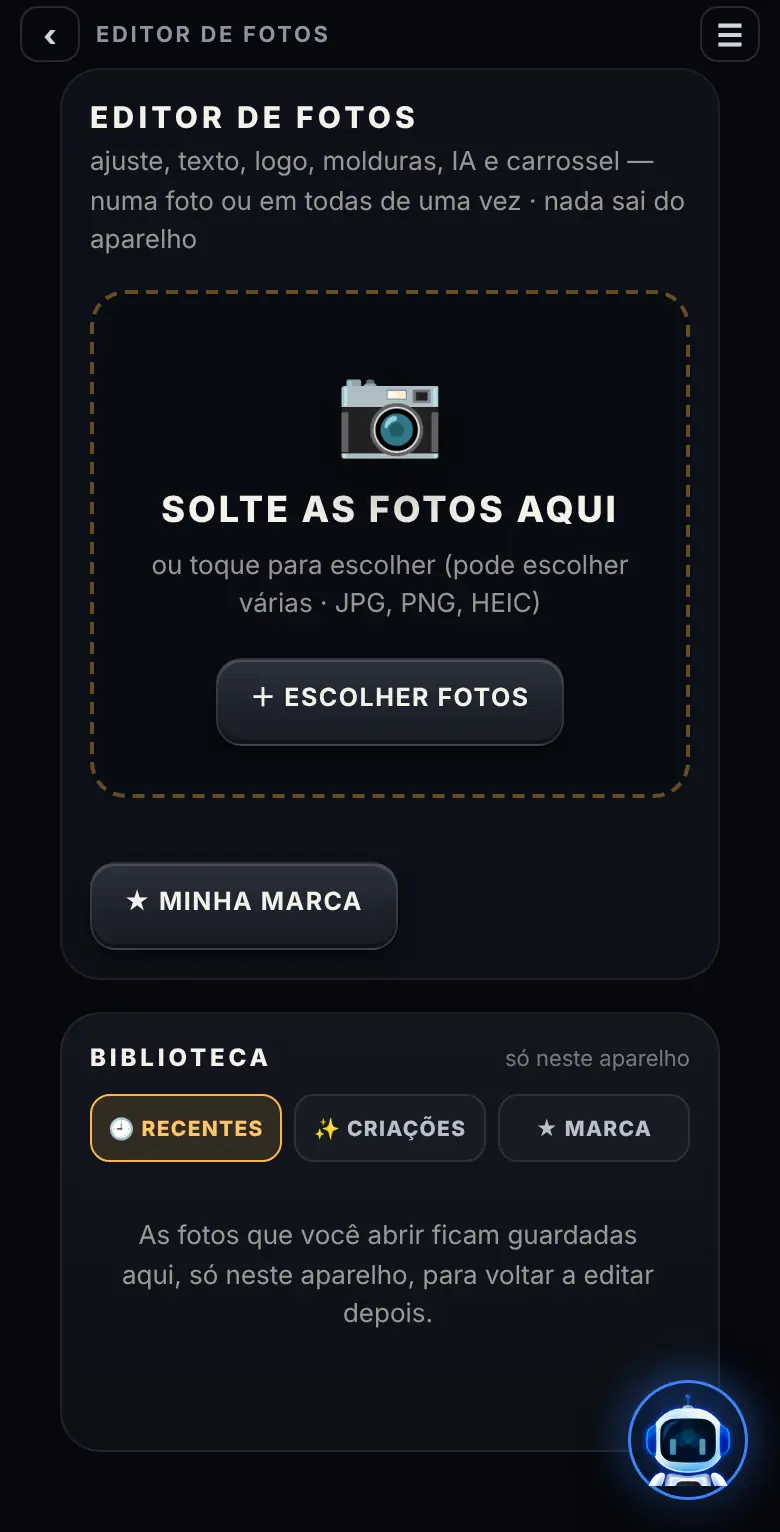 EDITOR DE FOTOS
EDITOR DE FOTOS
ajuste, texto, logo, molduras, IA e carrossel —
numa foto ou em todas de uma vez · nada sai do
aparelho
SOLTE AS FOTOS AQUI
ou toque para escolher (pode escolher
várias · JPG, PNG, HEIC)
+ ESCOLHER FOTOS
★ MINHA MARCA
BIBLIOTECA
só neste aparelho
RECENTES
CRIAÇÕES
★ MARCA
As fotos que você abrir ficam guardadas
aqui, só neste aparelho, para voltar a editar
depois.